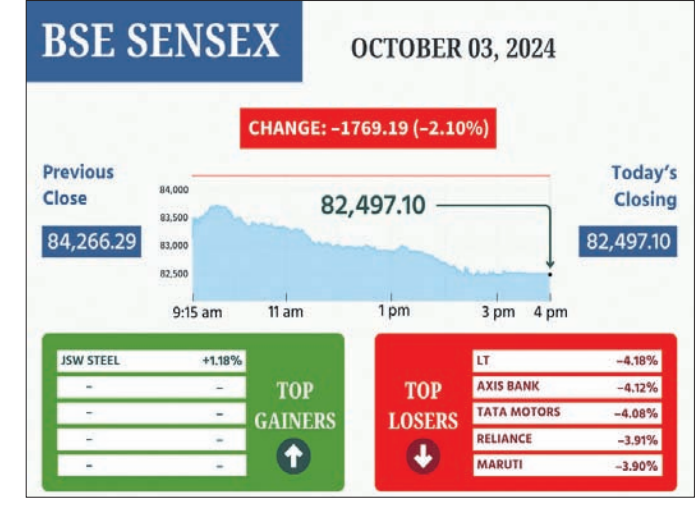 BSE SENSEX
OCTOBER 03, 2024
CHANGE: –1769.19 (–2.10%)
Previous
Close
84,266.29
Today's
Closing
82,497.10
82,497.10
84,000
83,500
83,000
82,500
9:15 am 11 am 1 pm 3 pm 4 pm
JSW STEEL +1.18%
– –
– –
– –
– –
TOP
GAINERS
TOP
LOSERS
LT –4.18%
AXIS BANK –4.12%
TATA MOTORS –4.08%
RELIANCE –3.91%
MARUTI –3.90%